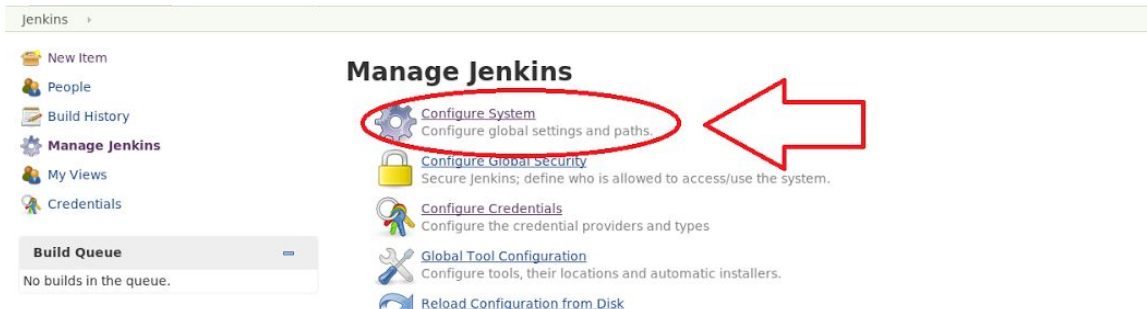 Jenkins
New Item
People
Build History
Manage Jenkins
My Views
Credentials
Build Queue
No builds in the queue.
Manage Jenkins
Configure System
Configure global settings and paths.
Configure Global Security
Secure Jenkins; define who is allowed to access/use the system.
Configure Credentials
Configure the credential providers and types
Global Tool Configuration
Configure tools, their locations and automatic installers.
Reload Configuration from Disk